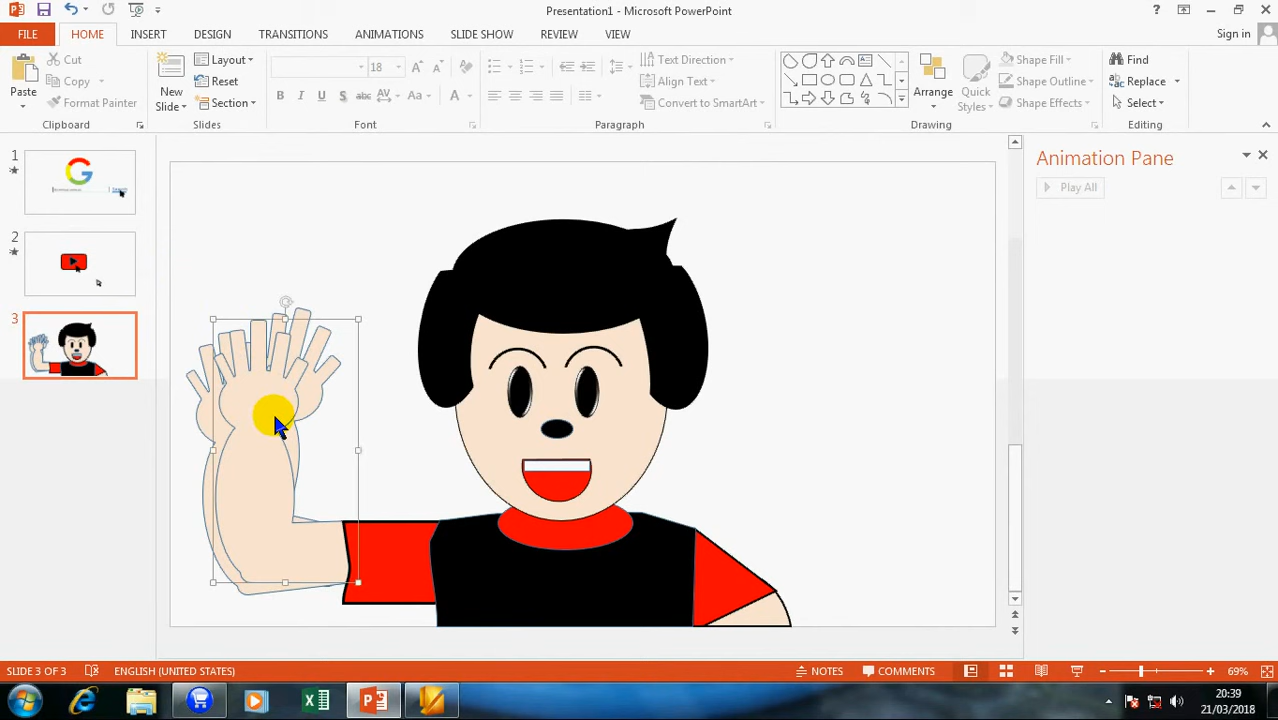 Presentation1 - Microsoft PowerPoint
FILE HOME INSERT DESIGN TRANSITIONS ANIMATIONS SLIDE SHOW REVIEW VIEW Sign in
Paste
Cut
Copy
Format Painter
Clipboard
New Slide
Layout
Reset
Section
Slides
18
B I U S abc AV Aa A
Font
Text Direction
Align Text
Convert to SmartArt
Paragraph
Arrange
Quick Styles
Shape Fill
Shape Outline
Shape Effects
Drawing
Find
Replace
Select
Editing
1
2
3
Animation Pane
Play All
SLIDE 3 OF 3 ENGLISH (UNITED STATES) NOTES COMMENTS 69%
20:39
21/03/2018